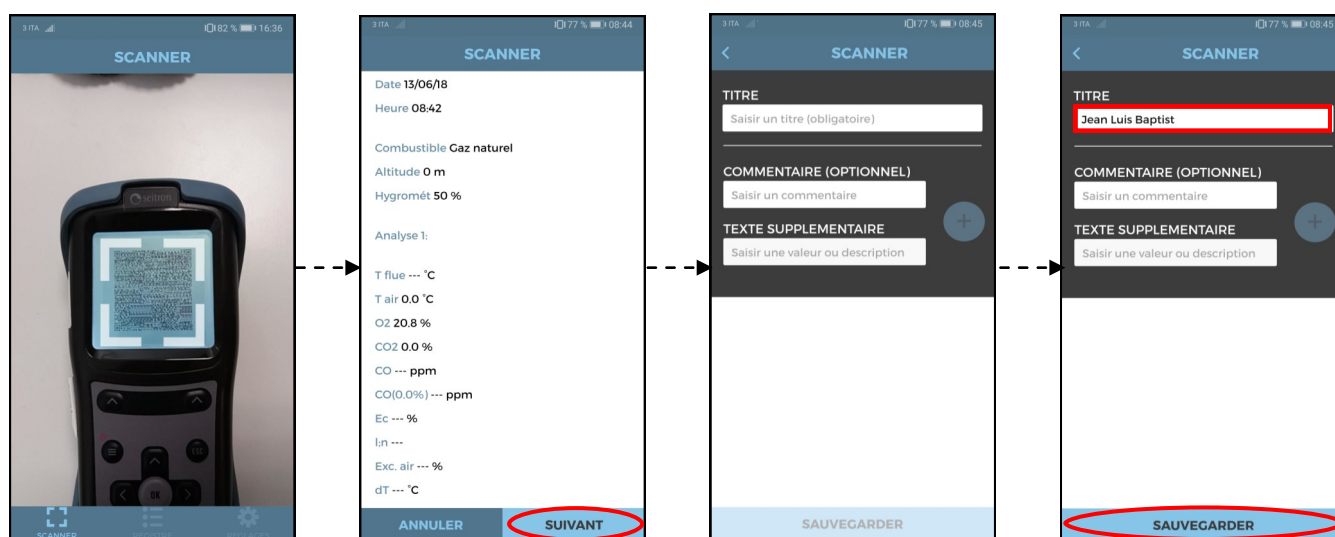 3 ITA
82 % 16:36
SCANNER
seitron
ESC
OK
SCANNER
3 ITA
77 % 08:44
SCANNER
Date 13/06/18
Heure 08:42
Combustible Gaz naturel
Altitude 0 m
Hygromét 50 %
Analyse 1:
T flue --- °C
T air 0.0 °C
O2 20.8 %
CO2 0.0 %
CO --- ppm
CO(0.0%) --- ppm
Ec --- %
l:n ---
Exc. air --- %
dT --- °C
ANNULER
SUIVANT
3 ITA
77 % 08:45
SCANNER
TITRE
Saisir un titre (obligatoire)
COMMENTAIRE (OPTIONNEL)
Saisir un commentaire
TEXTE SUPPLEMENTAIRE
Saisir une valeur ou description
SAUVEGARDER
3 ITA
77 % 08:45
SCANNER
TITRE
Jean Luis Baptist
COMMENTAIRE (OPTIONNEL)
Saisir un commentaire
TEXTE SUPPLEMENTAIRE
Saisir une valeur ou description
SAUVEGARDER